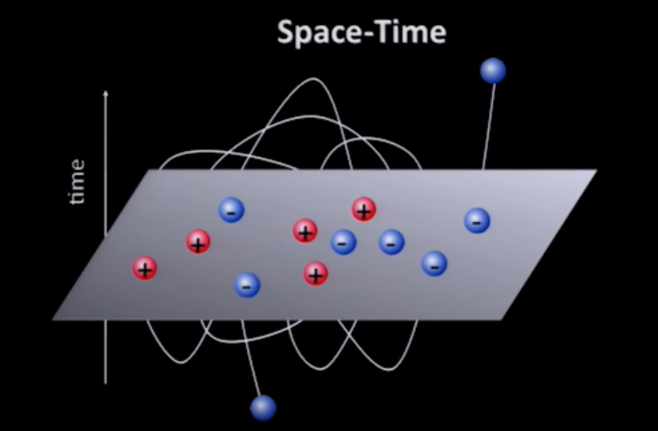 Space-Time
time
- + 
+ + - - -
+ - + -